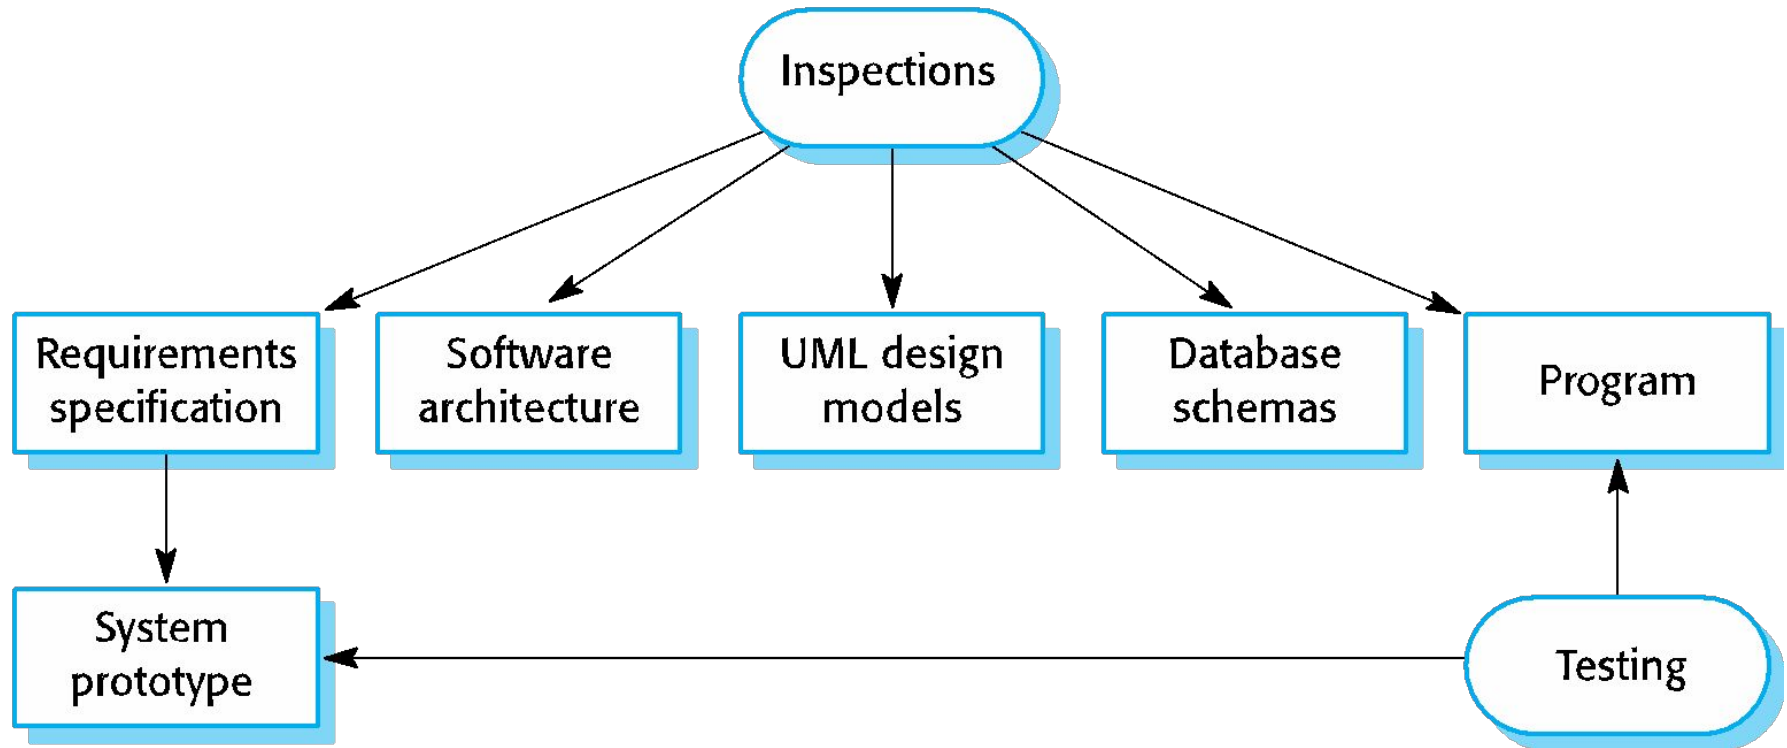 Inspections
Requirements
specification
Software
architecture
UML design
models
Database
schemas
Program
System
prototype
Testing